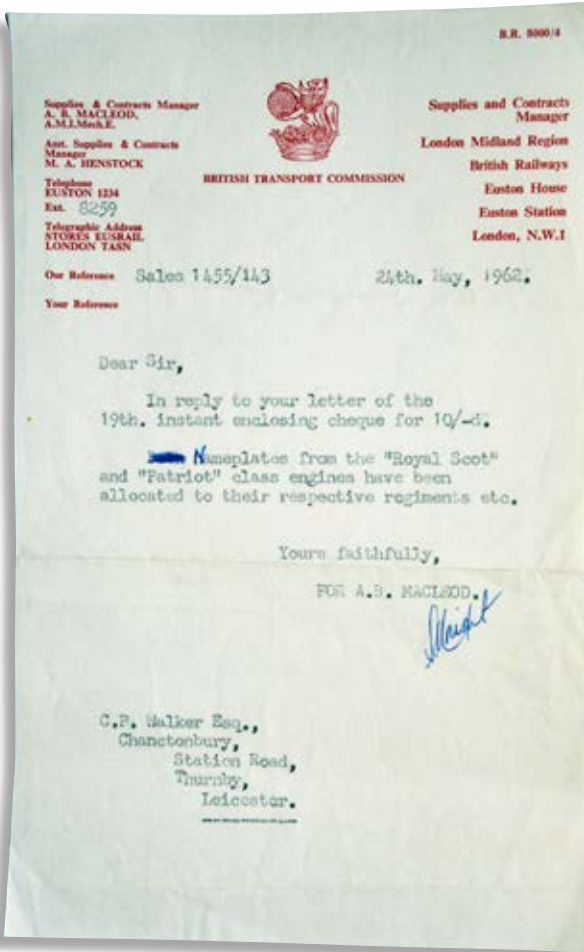 B.R. 8000/4
Supplies & Contracts Manager
A. B. MACLEOD,
A.M.I.Mech.E.
Asst. Supplies & Contracts
Manager
M. A. HENSTOCK
Telephone
EUSTON 1234
Ext. 8259
Telegraphic Address
STORES EUSRAIL
LONDON TASN
BRITISH TRANSPORT COMMISSION
Supplies and Contracts
Manager
London Midland Region
British Railways
Euston House
Euston Station
London, N.W.1
Our Reference Sales 1455/143
24th. May, 1962.
Your Reference
Dear Sir,
In reply to your letter of the
19th. instant enclosing cheque for 10/-d.
Nameplates from the "Royal Scot"
and "Patriot" class engines have been
allocated to their respective regiments etc.
Yours faithfully,
FOR A.B. MACLEOD.
C.P. Walker Esq.,
Chanctonbury,
Station Road,
Thurnby,
Leicester.